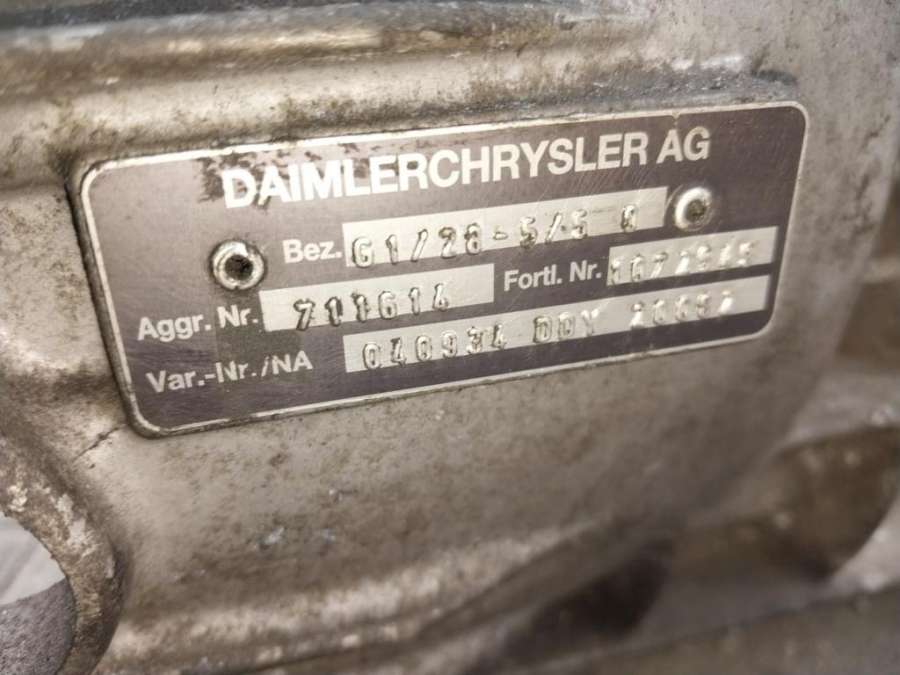 DAIMLERCHRYSLER AG
Bez. G1/28-5/5 0
Aggr. Nr. 711614 Fortl. Nr.
Var.-Nr./NA 040934 DDY